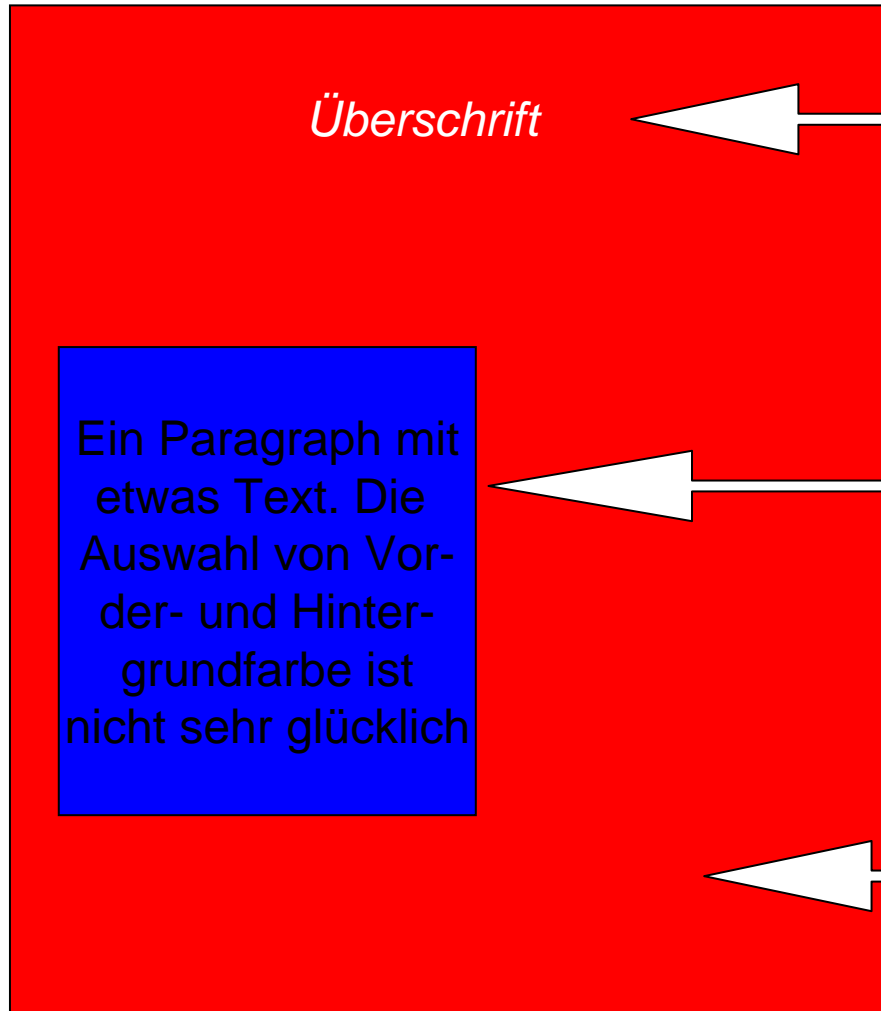 Überschrift
Ein Paragraph mit
etwas Text. Die
Auswahl von Vor-
der- und Hinter-
grundfarbe ist
nicht sehr glücklich